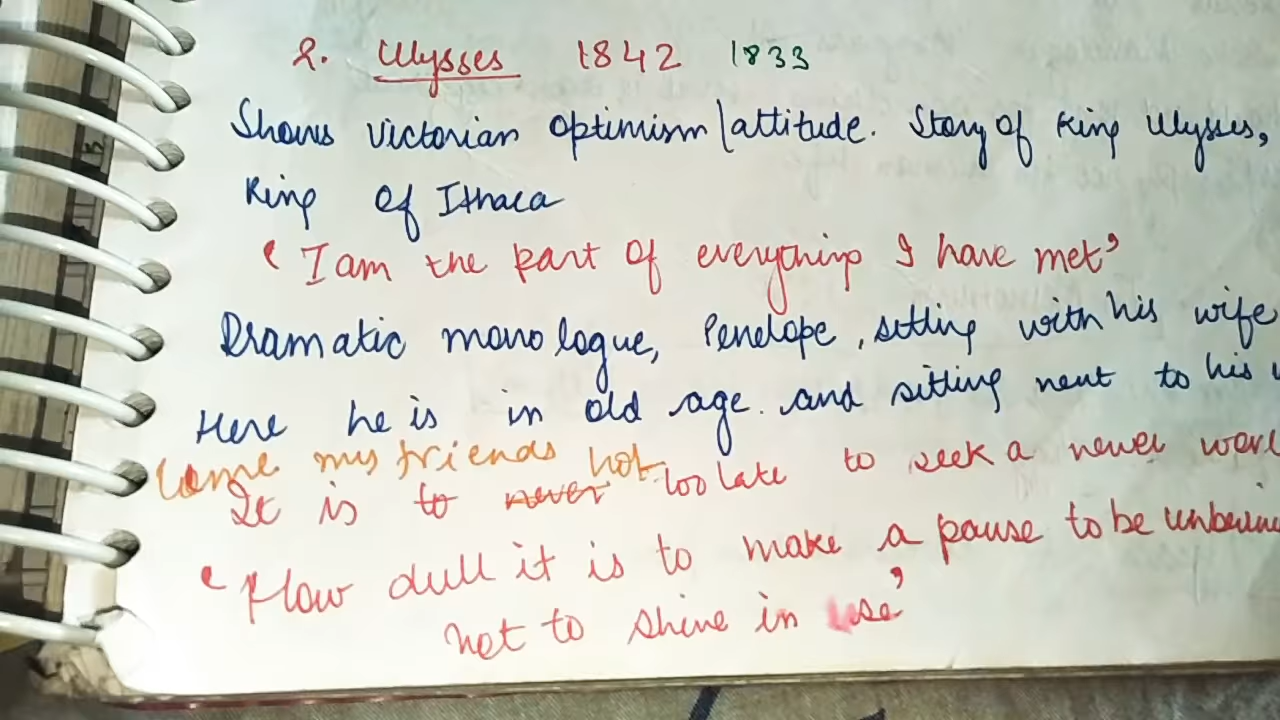 2. Ulysses 1842 1833
Shows Victorian Optimism/attitude. Story of King Ulysses,
King of Ithaca
'I am the part of everything I have met'
Dramatic monologue, Penelope, sitting with his wife
Here he is in old age. and sitting next to his
Come my friends not
It is to never too late to seek a newer
'How dull it is to make a pause to be
not to shine in use'